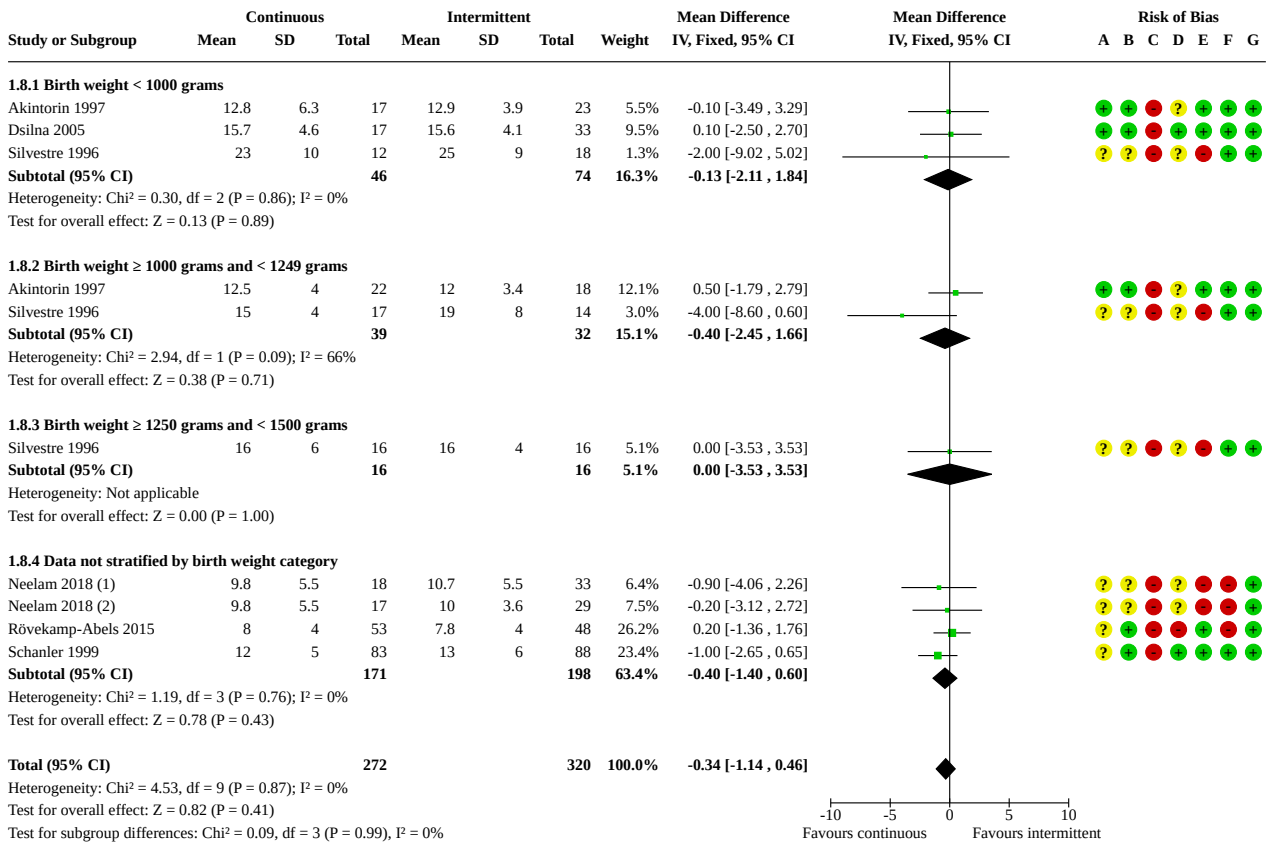 Continuous Intermittent Mean Difference Mean Difference Risk of Bias
Study or Subgroup Mean SD Total Mean SD Total Weight IV, Fixed, 95% CI IV, Fixed, 95% CI A B C D E F G
1.8.1 Birth weight < 1000 grams
Akintorin 1997 12.8 6.3 17 12.9 3.9 23 5.5% -0.10 [-3.49 , 3.29] + + - ? + + +
Dsilna 2005 15.7 4.6 17 15.6 4.1 33 9.5% 0.10 [-2.50 , 2.70] + + - + + + +
Silvestre 1996 23 10 12 25 9 18 1.3% -2.00 [-9.02 , 5.02] ? ? - ? - + +
Subtotal (95% CI) 46 74 16.3% -0.13 [-2.11 , 1.84]
Heterogeneity: Chi² = 0.30, df = 2 (P = 0.86); I² = 0%
Test for overall effect: Z = 0.13 (P = 0.89)
1.8.2 Birth weight ≥ 1000 grams and < 1249 grams
Akintorin 1997 12.5 4 22 12 3.4 18 12.1% 0.50 [-1.79 , 2.79] + + - ? + + +
Silvestre 1996 15 4 17 19 8 14 3.0% -4.00 [-8.60 , 0.60] ? ? - ? - + +
Subtotal (95% CI) 39 32 15.1% -0.40 [-2.45 , 1.66]
Heterogeneity: Chi² = 2.94, df = 1 (P = 0.09); I² = 66%
Test for overall effect: Z = 0.38 (P = 0.71)
1.8.3 Birth weight ≥ 1250 grams and < 1500 grams
Silvestre 1996 16 6 16 16 4 16 5.1% 0.00 [-3.53 , 3.53] ? ? - ? - + +
Subtotal (95% CI) 16 16 5.1% 0.00 [-3.53 , 3.53]
Heterogeneity: Not applicable
Test for overall effect: Z = 0.00 (P = 1.00)
1.8.4 Data not stratified by birth weight category
Neelam 2018 (1) 9.8 5.5 18 10.7 5.5 33 6.4% -0.90 [-4.06 , 2.26] ? ? - ? - - +
Neelam 2018 (2) 9.8 5.5 17 10 3.6 29 7.5% -0.20 [-3.12 , 2.72] ? ? - ? - - +
Rövekamp-Abels 2015 8 4 53 7.8 4 48 26.2% 0.20 [-1.36 , 1.76] ? + - - + - +
Schanler 1999 12 5 83 13 6 88 23.4% -1.00 [-2.65 , 0.65] ? + - + + + +
Subtotal (95% CI) 171 198 63.4% -0.40 [-1.40 , 0.60]
Heterogeneity: Chi² = 1.19, df = 3 (P = 0.76); I² = 0%
Test for overall effect: Z = 0.78 (P = 0.43)
Total (95% CI) 272 320 100.0% -0.34 [-1.14 , 0.46]
Heterogeneity: Chi² = 4.53, df = 9 (P = 0.87); I² = 0%
Test for overall effect: Z = 0.82 (P = 0.41)
-10 -5 0 5 10
Test for subgroup differences: Chi² = 0.09, df = 3 (P = 0.99), I² = 0%
Favours continuous Favours intermittent